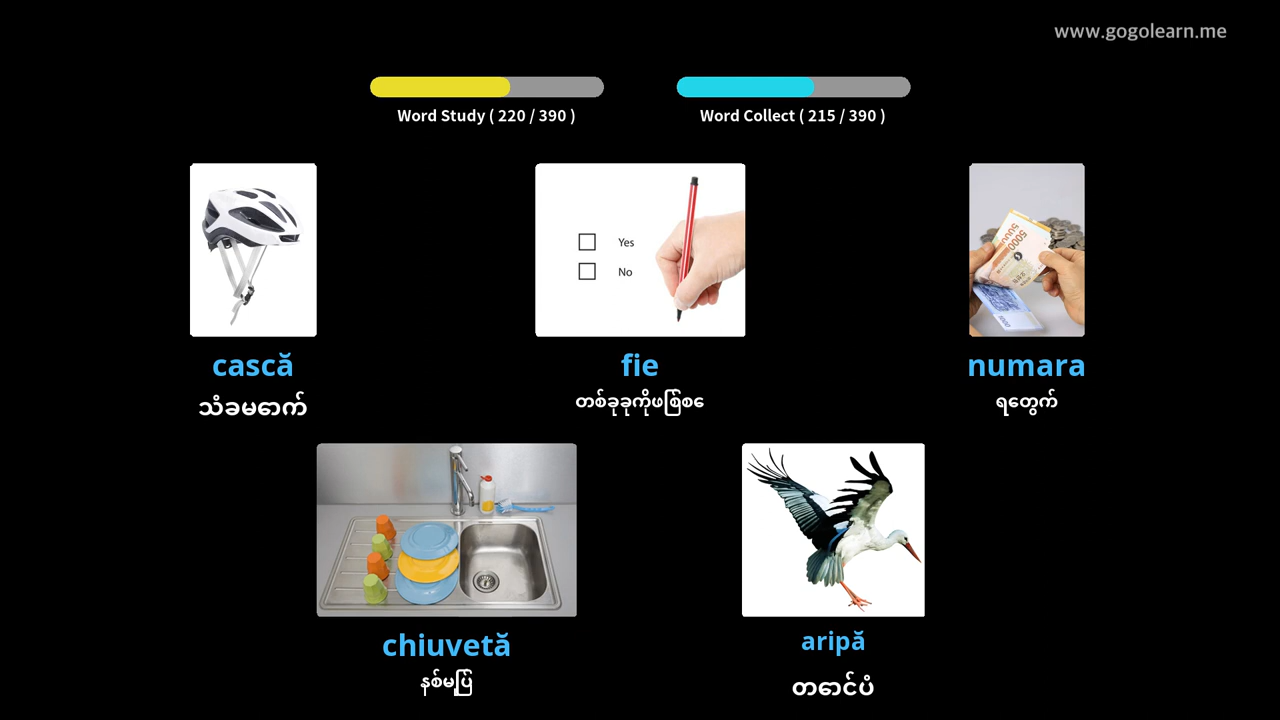 www.gogolearn.me
Word Study ( 220 / 390 )
Word Collect ( 215 / 390 )
Yes
No
5000
1000
cască
fie
numara
သံခမောက်
တစ်ခုခုကိုဖြစ်စေ
ရေတွက်
chiuvetă
aripă
နစ်မြုပ်
တောင်ပံ